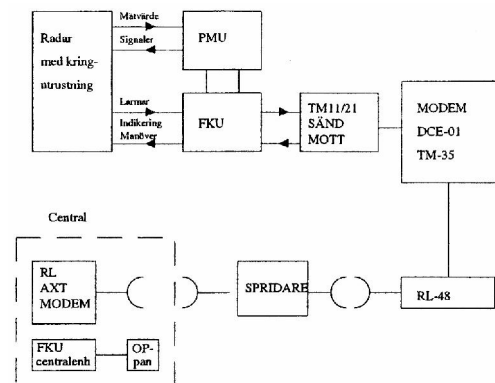 Radar
med kring-
utrustning
Mätvärde
Signaler
PMU
Larmar
Indikering
Manöver
FKU
TM11/21
SÄND
MOTT
MODEM
DCE-01
TM-35
Central
RL
AXT
MODEM
FKU
centralenh
OP-
pan
SPRIDARE
RL-48